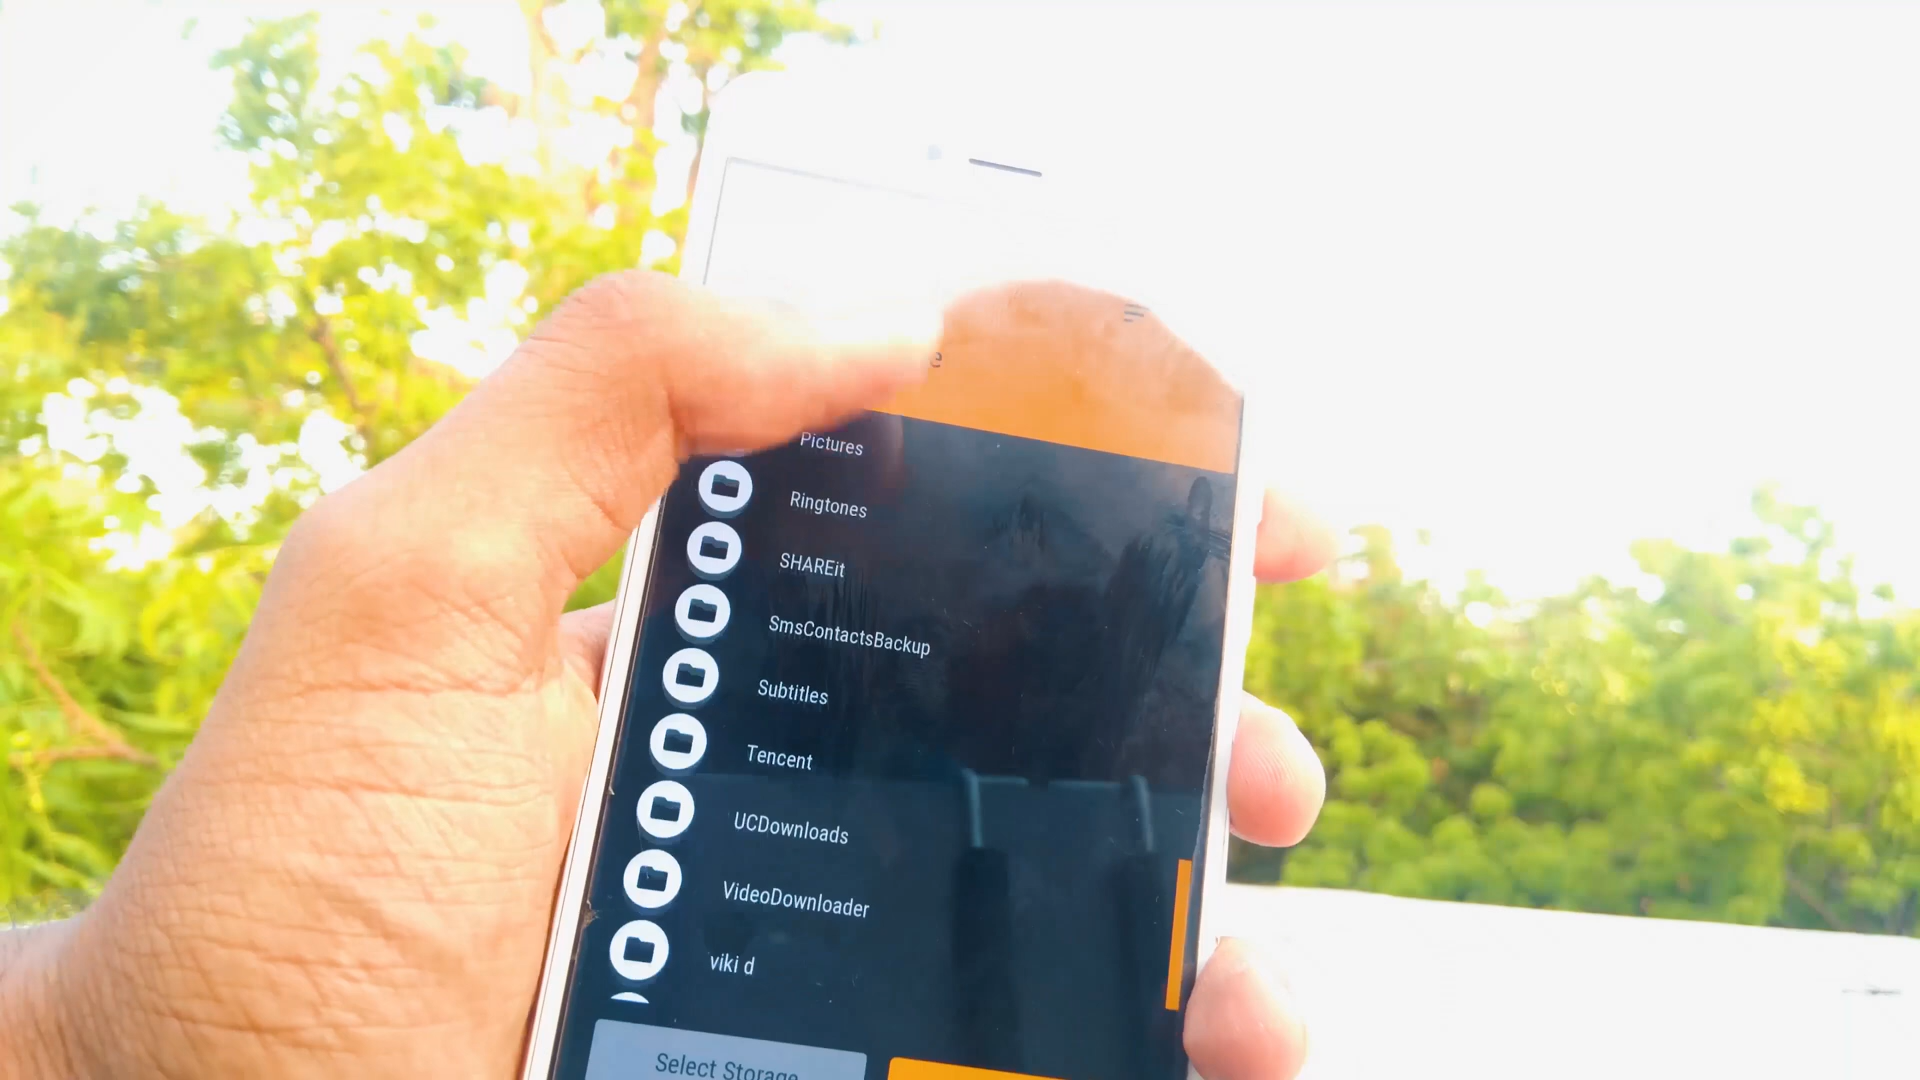 Pictures
Ringtones
SHAREit
SmsContactsBackup
Subtitles
Tencent
UCDownloads
VideoDownloader
viki d
Select Storage